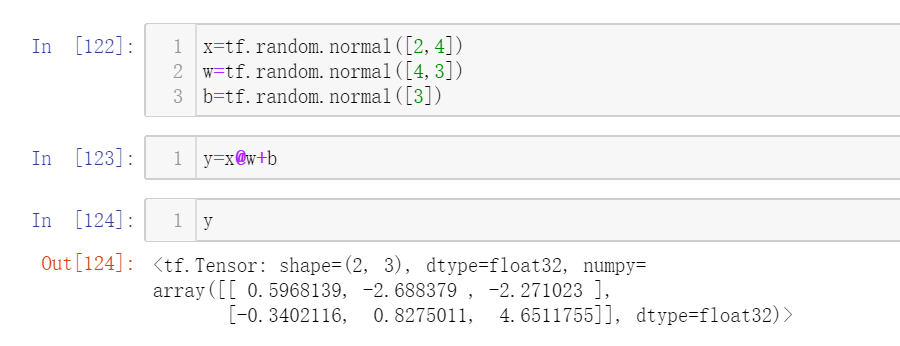 In [122]: 1 x=tf.random.normal([2,4])
2 w=tf.random.normal([4,3])
3 b=tf.random.normal([3])
In [123]: 1 y=x@w+b
In [124]: 1 y
Out[124]: <tf.Tensor: shape=(2, 3), dtype=float32, numpy=
array([[ 0.5968139, -2.688379 , -2.271023 ],
[-0.3402116,  0.8275011,  4.6511755]], dtype=float32)>